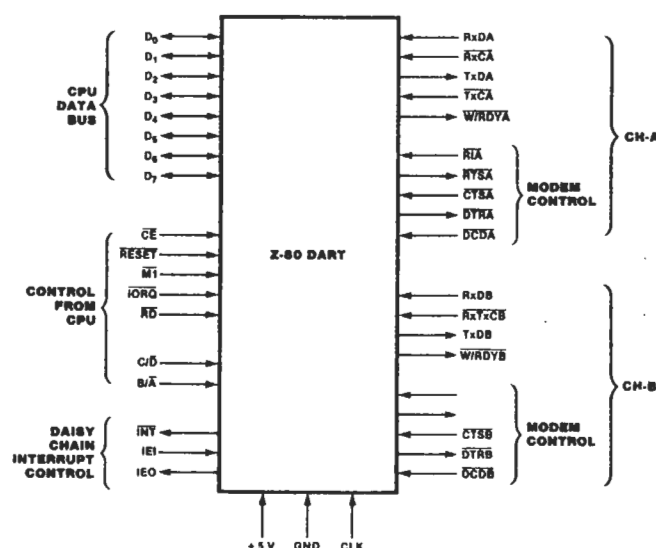 D0
D1
D2
D3
D4
D5
D6
D7
CPU
DATA
BUS
CE
RESET
M1
IORQ
RD
C/D
B/A
CONTROL
FROM
CPU
INT
IEI
IEO
DAISY
CHAIN
INTERRUPT
CONTROL
Z-80 DART
RxDA
RxCA
TxDA
TxCA
W/RDYA
RIA
RTSA
CTSA
DTRA
DCDA
MODEM
CONTROL
CH-A
RxDB
RxTxCB
TxDB
W/RDYB
CTSB
DTRB
DCDB
MODEM
CONTROL
CH-B
+5V GND CLK